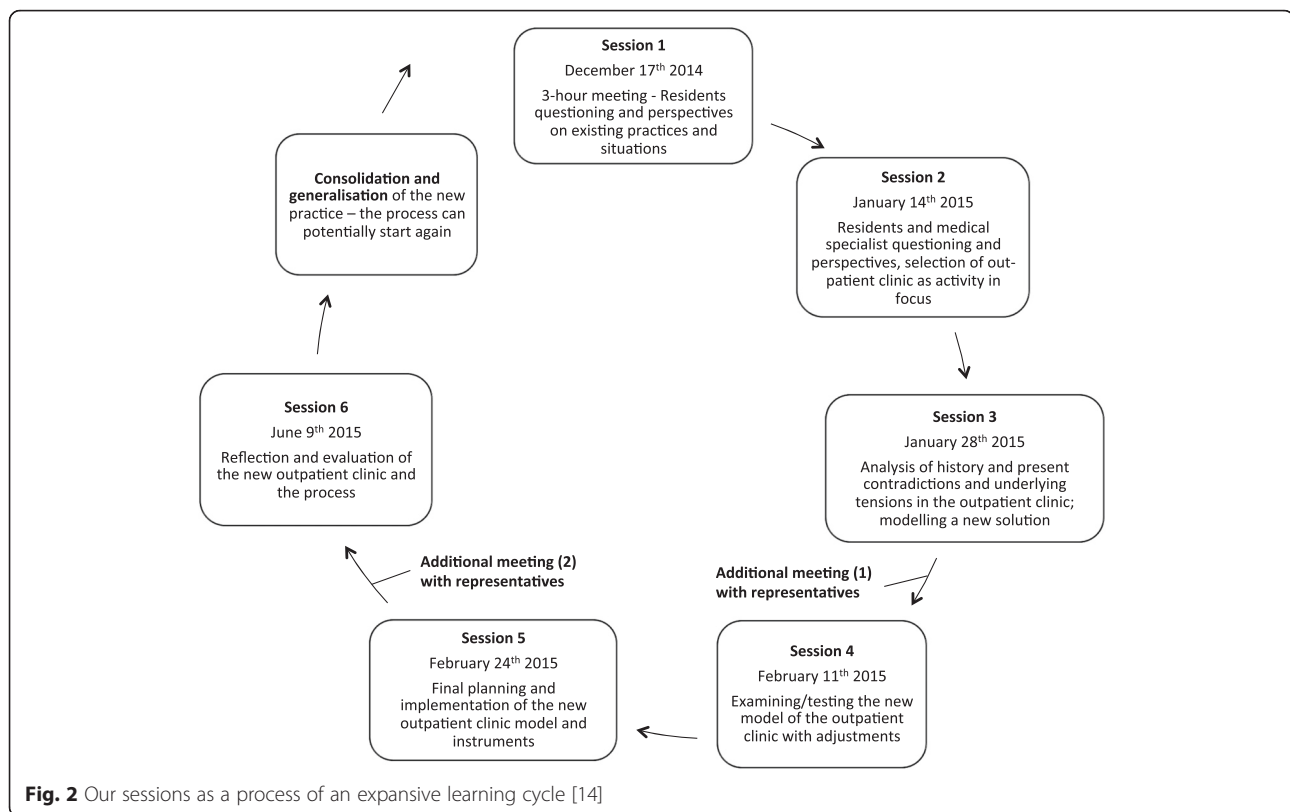 Session 1
December 17th 2014
3-hour meeting - Residents
questioning and perspectives
on existing practices and
situations
Session 2
January 14th 2015
Residents and medical
specialist questioning and
perspectives, selection of out-
patient clinic as activity in
focus
Session 3
January 28th 2015
Analysis of history and present
contradictions and underlying
tensions in the outpatient clinic;
modelling a new solution
Additional meeting (1)
with representatives
Session 4
February 11th 2015
Examining/testing the new
model of the outpatient
clinic with adjustments
Session 5
February 24th 2015
Final planning and
implementation of the new
outpatient clinic model and
instruments
Additional meeting (2)
with representatives
Session 6
June 9th 2015
Reflection and evaluation of
the new outpatient clinic and
the process
Consolidation and
generalisation of the new
practice – the process can
potentially start again
Fig. 2 Our sessions as a process of an expansive learning cycle [14]